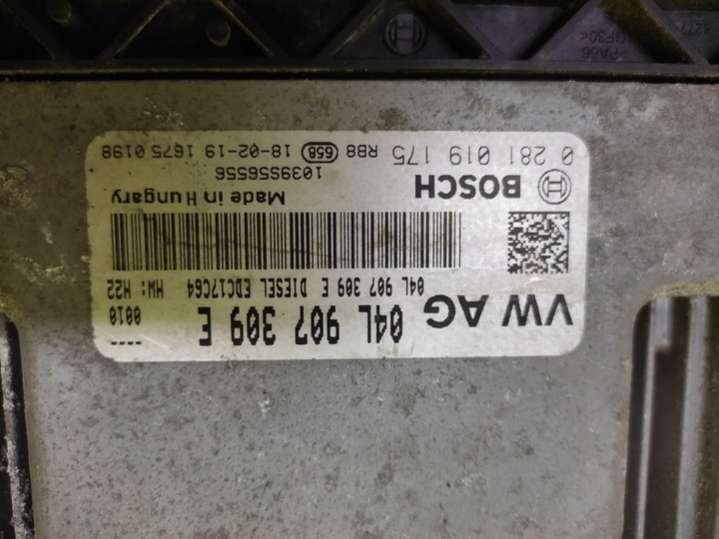 VW AG 04L 907 309 E
----
0010
04L 907 309 E DIESEL EDC17C64 HW: H22
BOSCH
Made in Hungary
1039S56556
0 281 019 175 RB8 658 18-02-19 1675 0198